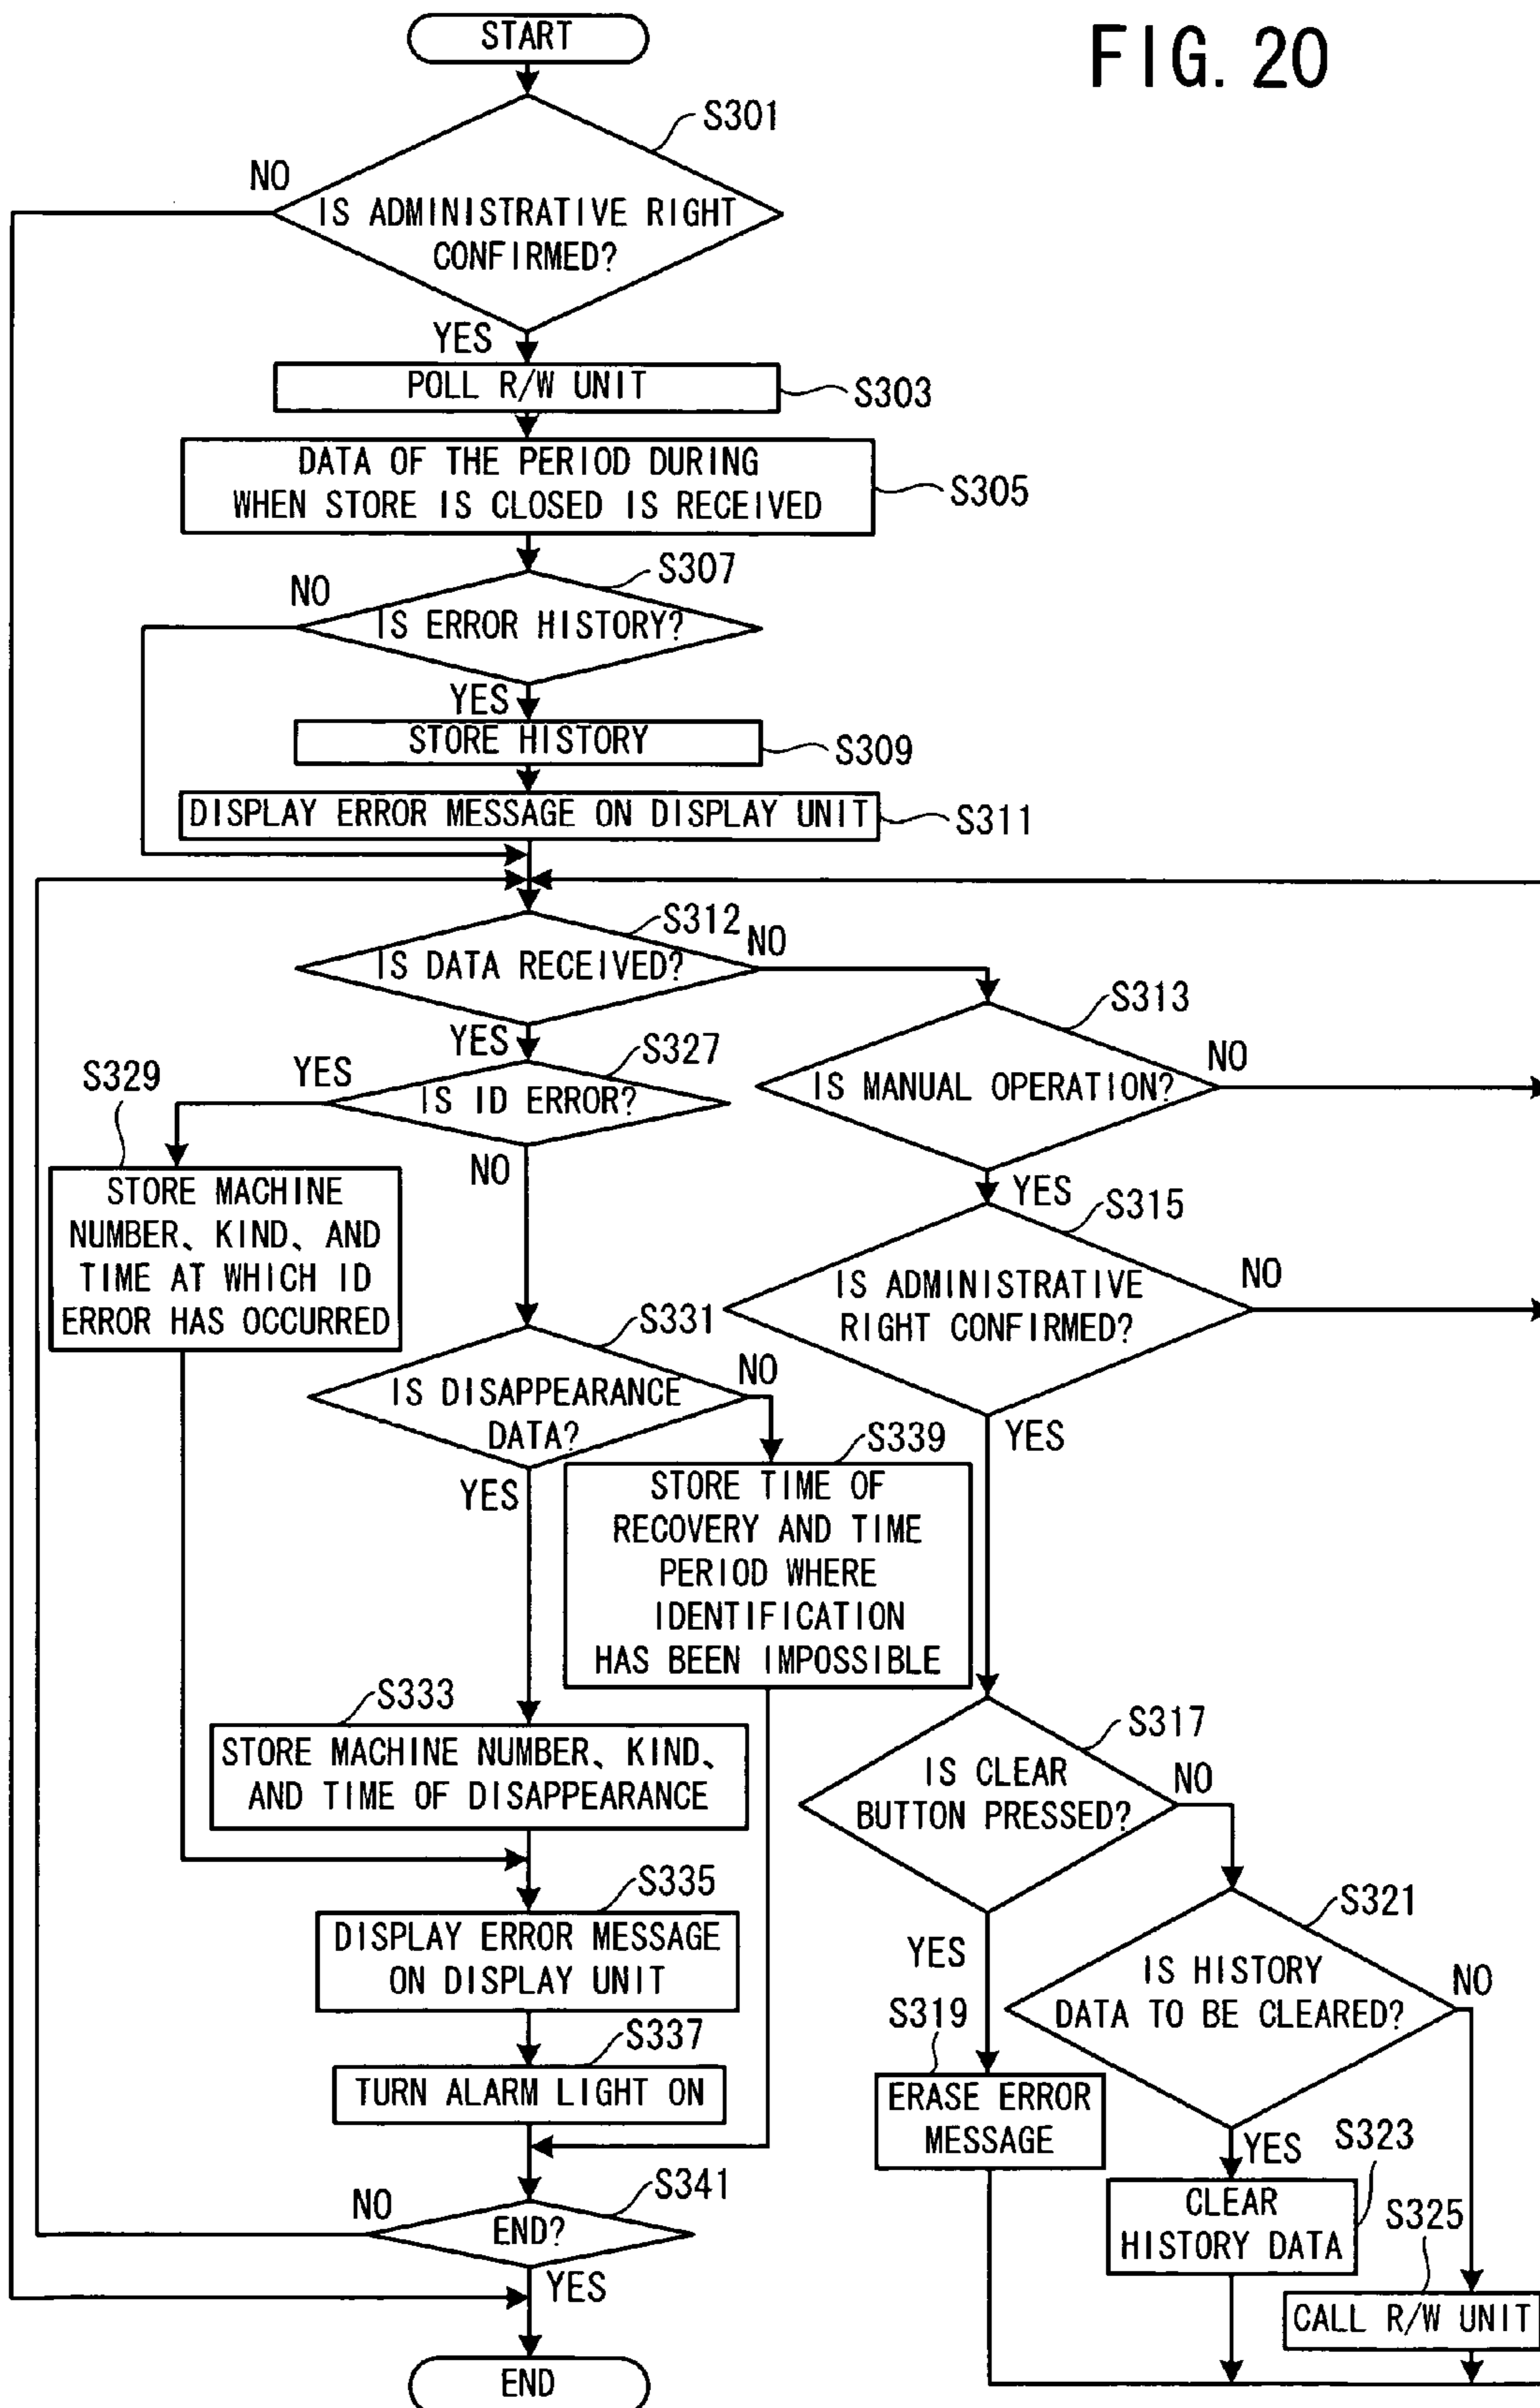 FIG. 20
START
S301
NO
IS ADMINISTRATIVE RIGHT
CONFIRMED?
YES
POLL R/W UNIT
S303
DATA OF THE PERIOD DURING
WHEN STORE IS CLOSED IS RECEIVED
S305
S307
NO
IS ERROR HISTORY?
YES
STORE HISTORY
S309
DISPLAY ERROR MESSAGE ON DISPLAY UNIT
S311
S312
NO
IS DATA RECEIVED?
YES
S313
NO
IS MANUAL OPERATION?
YES
S327
YES
IS ID ERROR?
NO
S329
STORE MACHINE
NUMBER、KIND、AND
TIME AT WHICH ID
ERROR HAS OCCURRED
S315
IS ADMINISTRATIVE
RIGHT CONFIRMED?
NO
YES
S331
NO
IS DISAPPEARANCE
DATA?
YES
S339
STORE TIME OF
RECOVERY AND TIME
PERIOD WHERE
IDENTIFICATION
HAS BEEN IMPOSSIBLE
S333
STORE MACHINE NUMBER、KIND、
AND TIME OF DISAPPEARANCE
S317
IS CLEAR
BUTTON PRESSED?
NO
YES
S335
DISPLAY ERROR MESSAGE
ON DISPLAY UNIT
S321
IS HISTORY
DATA TO BE CLEARED?
NO
YES
S319
ERASE ERROR
MESSAGE
S337
TURN ALARM LIGHT ON
S323
CLEAR
HISTORY DATA
S325
CALL R/W UNIT
S341
NO
END?
YES
END